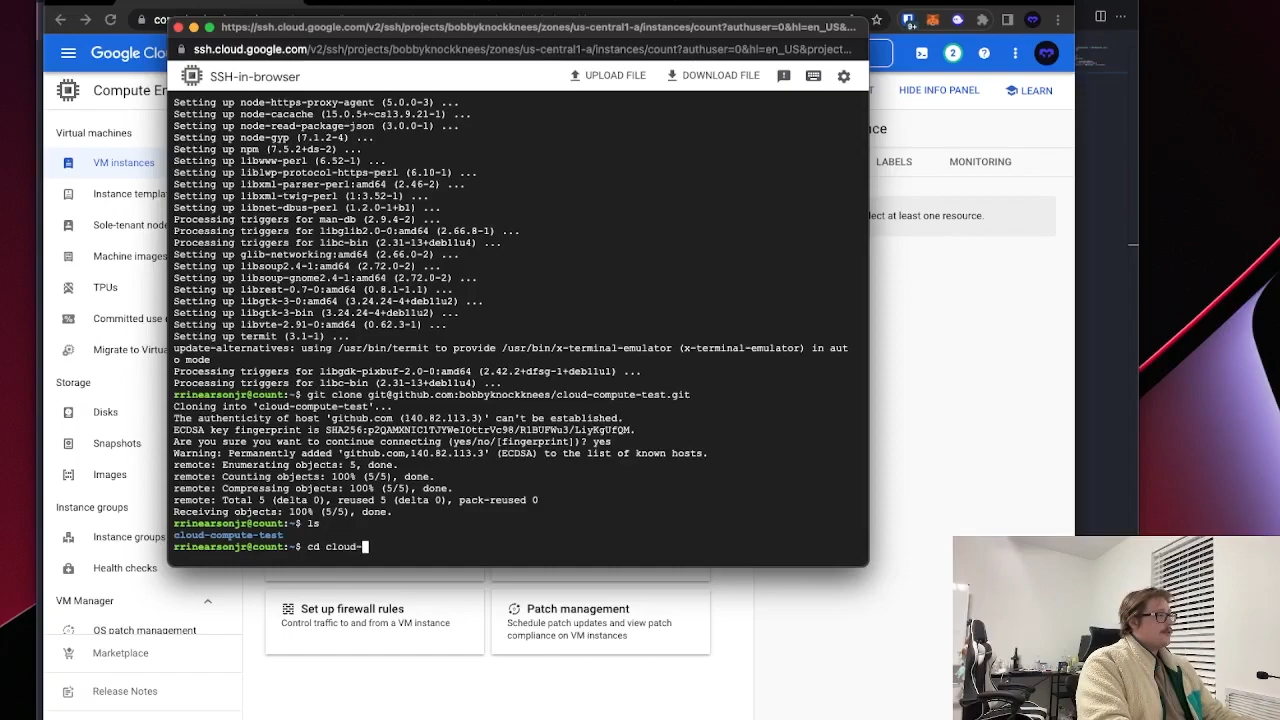 https://ssh.cloud.google.com/v2/ssh/projects/bobbyknockknees/zones/us-central1-a/instances/count?authuser=0&hl=en_US&...
ssh.cloud.google.com/v2/ssh/projects/bobbyknockknees/zones/us-central1-a/instances/count?authuser=0&hl=en_US&project...
SSH-in-browser
UPLOAD FILE
DOWNLOAD FILE
9+
Google Clo
2
Compute En
HIDE INFO PANEL
LEARN
LABELS
MONITORING
Virtual machines
VM instances
Instance templa
Sole-tenant node
Machine images
TPUs
Committed use
Migrate to Virtua
Storage
Disks
Snapshots
Images
Instance groups
Instance groups
Health checks
VM Manager
OS patch management
Marketplace
Release Notes
Setting up node-https-proxy-agent (5.0.0-3) ...
Setting up node-cacache (15.0.5+~cs13.9.21-1) ...
Setting up node-read-package-json (3.0.0-1) ...
Setting up node-gyp (7.1.2-4) ...
Setting up npm (7.5.2+ds-2) ...
Setting up libwww-perl (6.52-1) ...
Setting up liblwp-protocol-https-perl (6.10-1) ...
Setting up libxml-parser-perl:amd64 (2.46-2) ...
Setting up libxml-twig-perl (1:3.52-1) ...
Setting up libnet-dbus-perl (1.2.0-1+b1) ...
Processing triggers for man-db (2.9.4-2) ...
Processing triggers for libglib2.0-0:amd64 (2.66.8-1) ...
Processing triggers for libc-bin (2.31-13+deb11u4) ...
Setting up glib-networking:amd64 (2.66.0-2) ...
Setting up libsoup2.4-1:amd64 (2.72.0-2) ...
Setting up libsoup-gnome2.4-1:amd64 (2.72.0-2) ...
Setting up librest-0.7-0:amd64 (0.8.1-1.1) ...
Setting up libgtk-3-0:amd64 (3.24.24-4+deb11u2) ...
Setting up libgtk-3-bin (3.24.24-4+deb11u2) ...
Setting up libvte-2.91-0:amd64 (0.62.3-1) ...
Setting up termit (3.1-1) ...
update-alternatives: using /usr/bin/termit to provide /usr/bin/x-terminal-emulator (x-terminal-emulator) in aut
o mode
Processing triggers for libgdk-pixbuf-2.0-0:amd64 (2.42.2+dfsg-1+deb11u1) ...
Processing triggers for libc-bin (2.31-13+deb11u4) ...
rrinearsonjr@count:~$ git clone git@github.com:bobbyknockknees/cloud-compute-test.git
Cloning into 'cloud-compute-test'...
The authenticity of host 'github.com (140.82.113.3)' can't be established.
ECDSA key fingerprint is SHA256:p2QAMXNIC1TJYWeIOttrVc98/R1BUFWu3/LiyKgUfQM.
Are you sure you want to continue connecting (yes/no/[fingerprint])? yes
Warning: Permanently added 'github.com,140.82.113.3' (ECDSA) to the list of known hosts.
remote: Enumerating objects: 5, done.
remote: Counting objects: 100% (5/5), done.
remote: Compressing objects: 100% (5/5), done.
remote: Total 5 (delta 0), reused 5 (delta 0), pack-reused 0
Receiving objects: 100% (5/5), done.
rrinearsonjr@count:~$ ls
cloud-compute-test
rrinearsonjr@count:~$ cd cloud-
lect at least one resource.
Set up firewall rules
Control traffic to and from a VM instance
Patch management
Schedule patch updates and view patch
compliance on VM instances